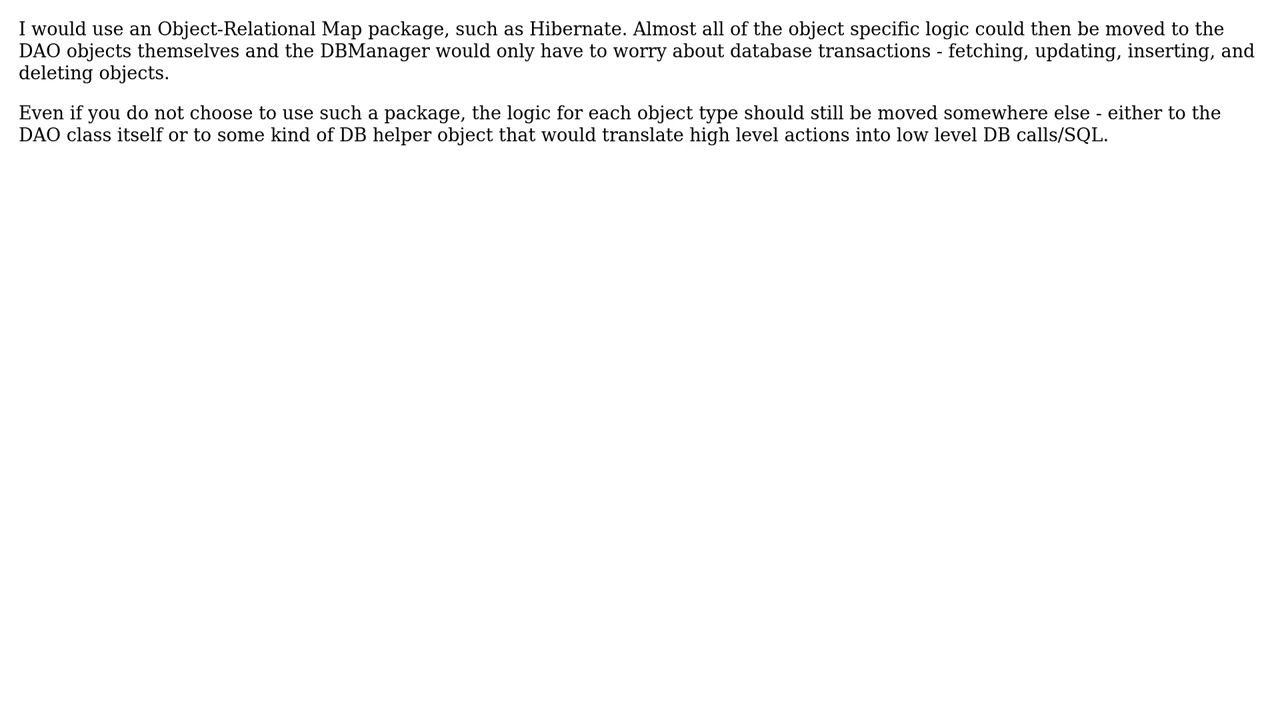 I would use an Object-Relational Map package, such as Hibernate. Almost all of the object specific logic could then be moved to the
DAO objects themselves and the DBManager would only have to worry about database transactions - fetching, updating, inserting, and
deleting objects.
Even if you do not choose to use such a package, the logic for each object type should still be moved somewhere else - either to the
DAO class itself or to some kind of DB helper object that would translate high level actions into low level DB calls/SQL.